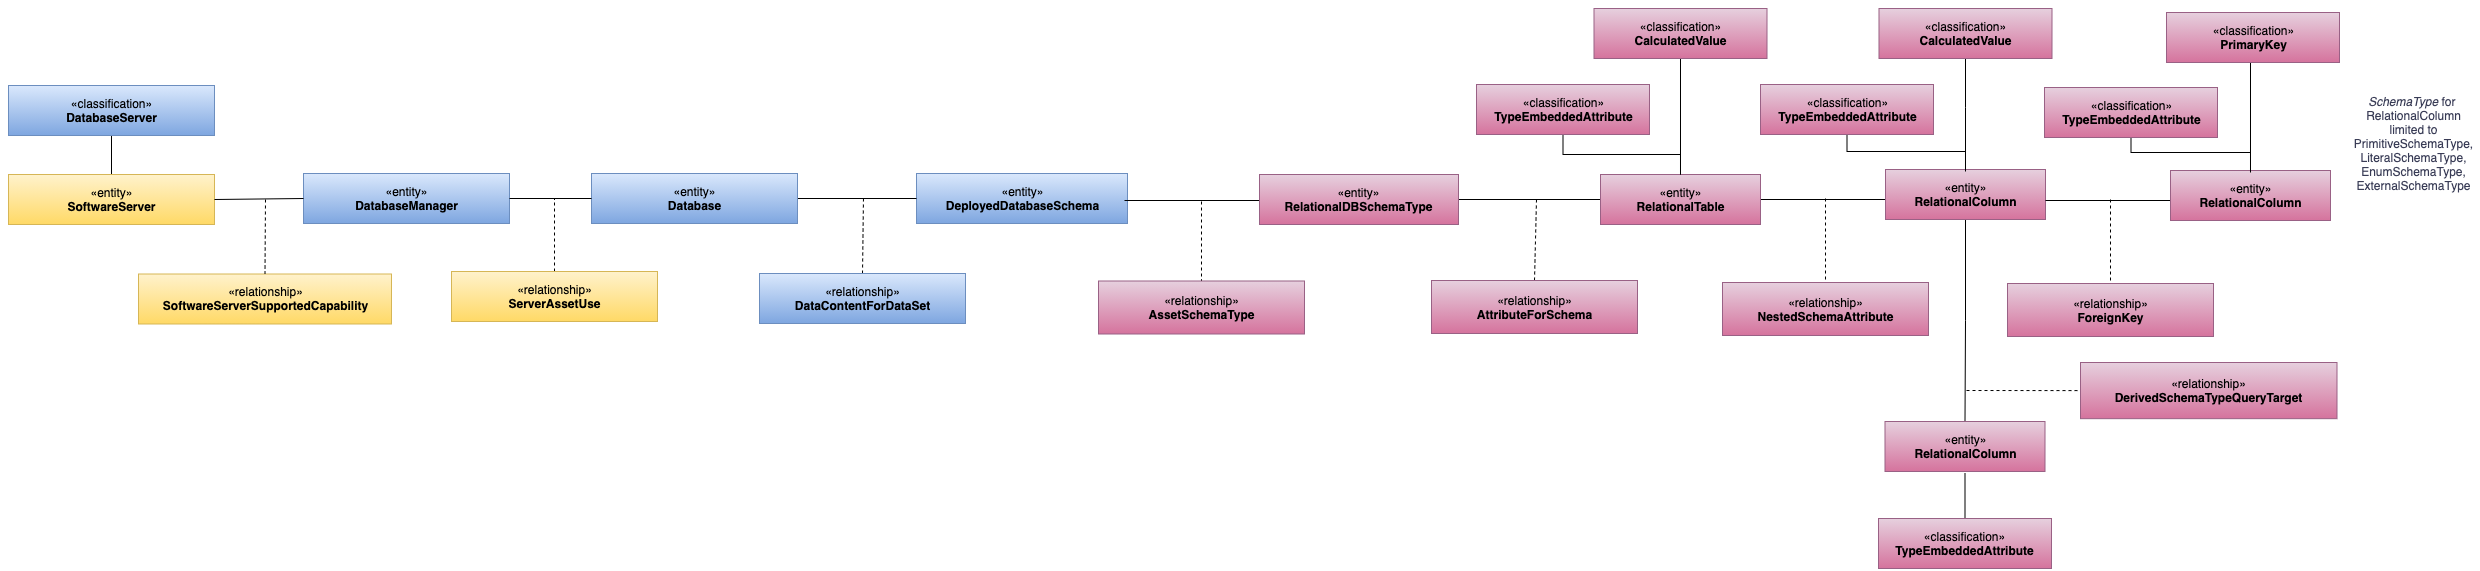 «classification»
CalculatedValue
«classification»
CalculatedValue
«classification»
PrimaryKey
«classification»
DatabaseServer
«classification»
TypeEmbeddedAttribute
«classification»
TypeEmbeddedAttribute
«classification»
TypeEmbeddedAttribute
SchemaType for
RelationalColumn
limited to
PrimitiveSchemaType,
LiteralSchemaType,
EnumSchemaType,
ExternalSchemaType
«entity»
SoftwareServer
«entity»
DatabaseManager
«entity»
Database
«entity»
DeployedDatabaseSchema
«entity»
RelationalDBSchemaType
«entity»
RelationalTable
«entity»
RelationalColumn
«entity»
RelationalColumn
«relationship»
SoftwareServerSupportedCapability
«relationship»
ServerAssetUse
«relationship»
DataContentForDataSet
«relationship»
AssetSchemaType
«relationship»
AttributeForSchema
«relationship»
NestedSchemaAttribute
«relationship»
ForeignKey
«relationship»
DerivedSchemaTypeQueryTarget
«entity»
RelationalColumn
«classification»
TypeEmbeddedAttribute